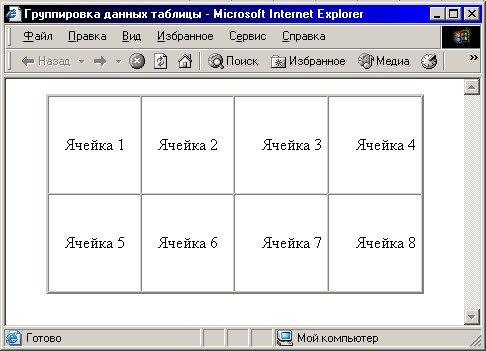 Группировка данных таблицы - Microsoft Internet Explorer
Файл Правка Вид Избранное Сервис Справка
Назад Поиск Избранное Медиа »
Ячейка 1 Ячейка 2 Ячейка 3 Ячейка 4
Ячейка 5 Ячейка 6 Ячейка 7 Ячейка 8
Готово Мой компьютер